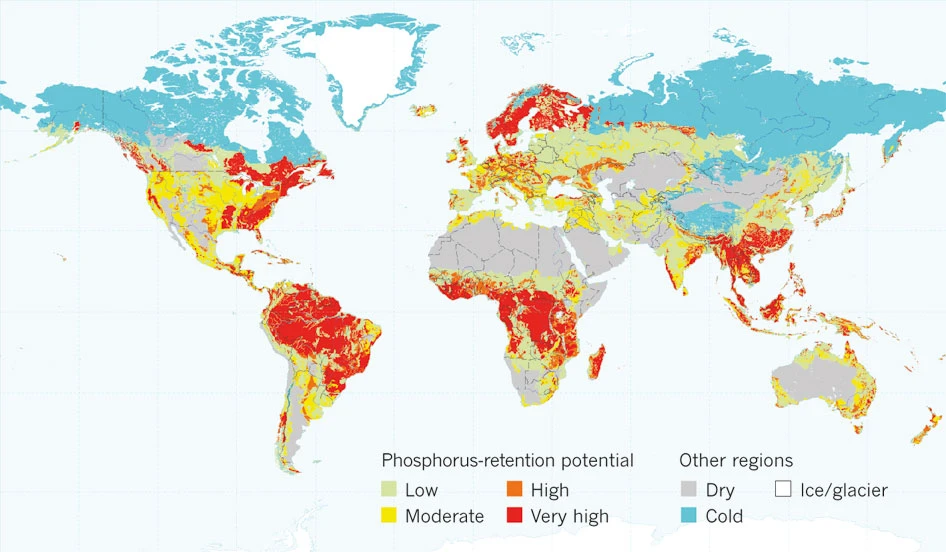 Phosphorus-retention potential
Low
High
Moderate
Very high
Other regions
Dry
Ice/glacier
Cold